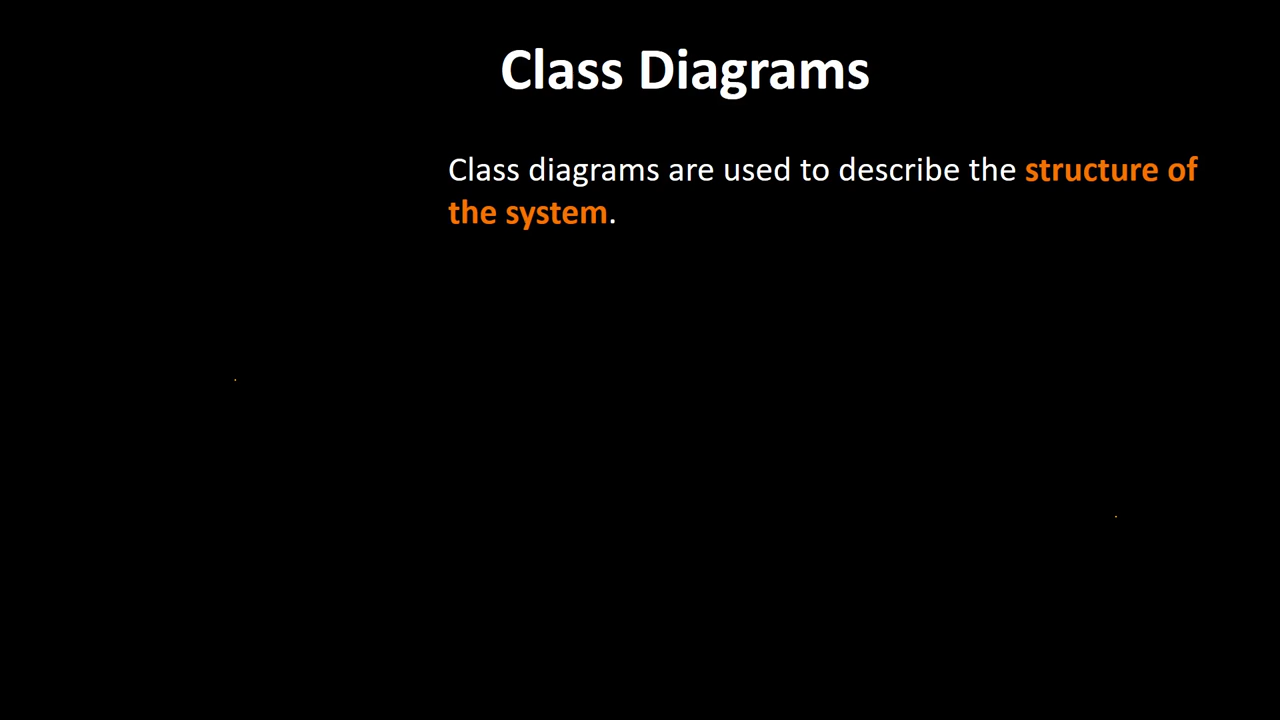 Class Diagrams
Class diagrams are used to describe the structure of
the system.